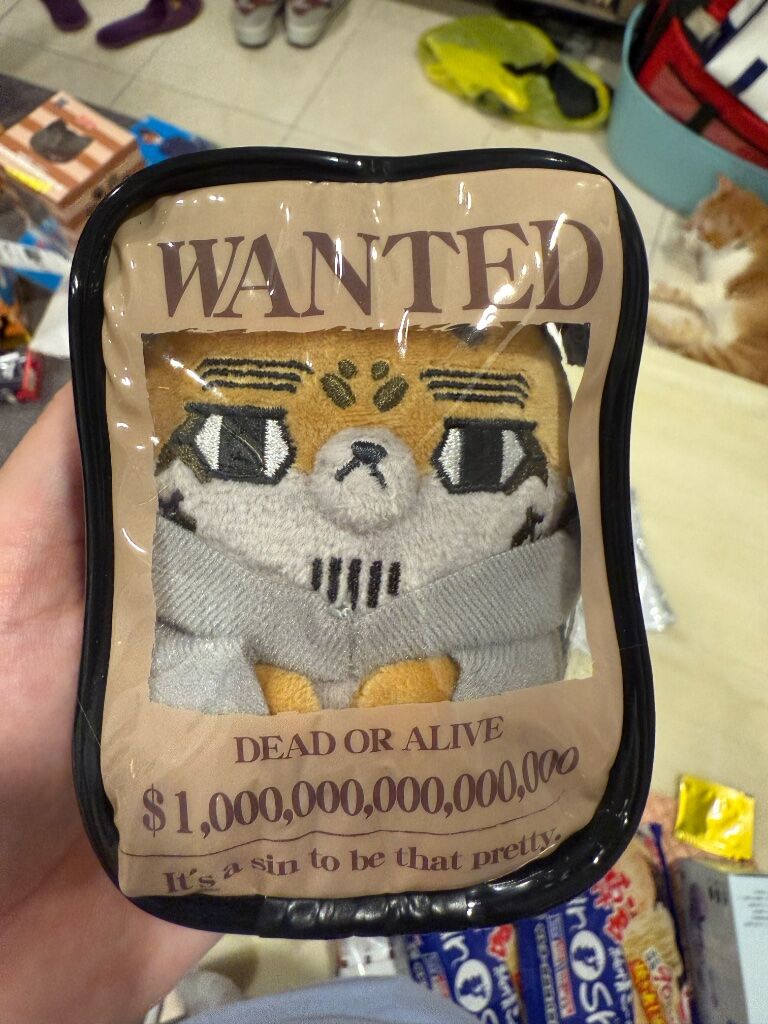 WANTED
DEAD OR ALIVE
$1,000,000,000,000,000
It's a sin to be that pretty.